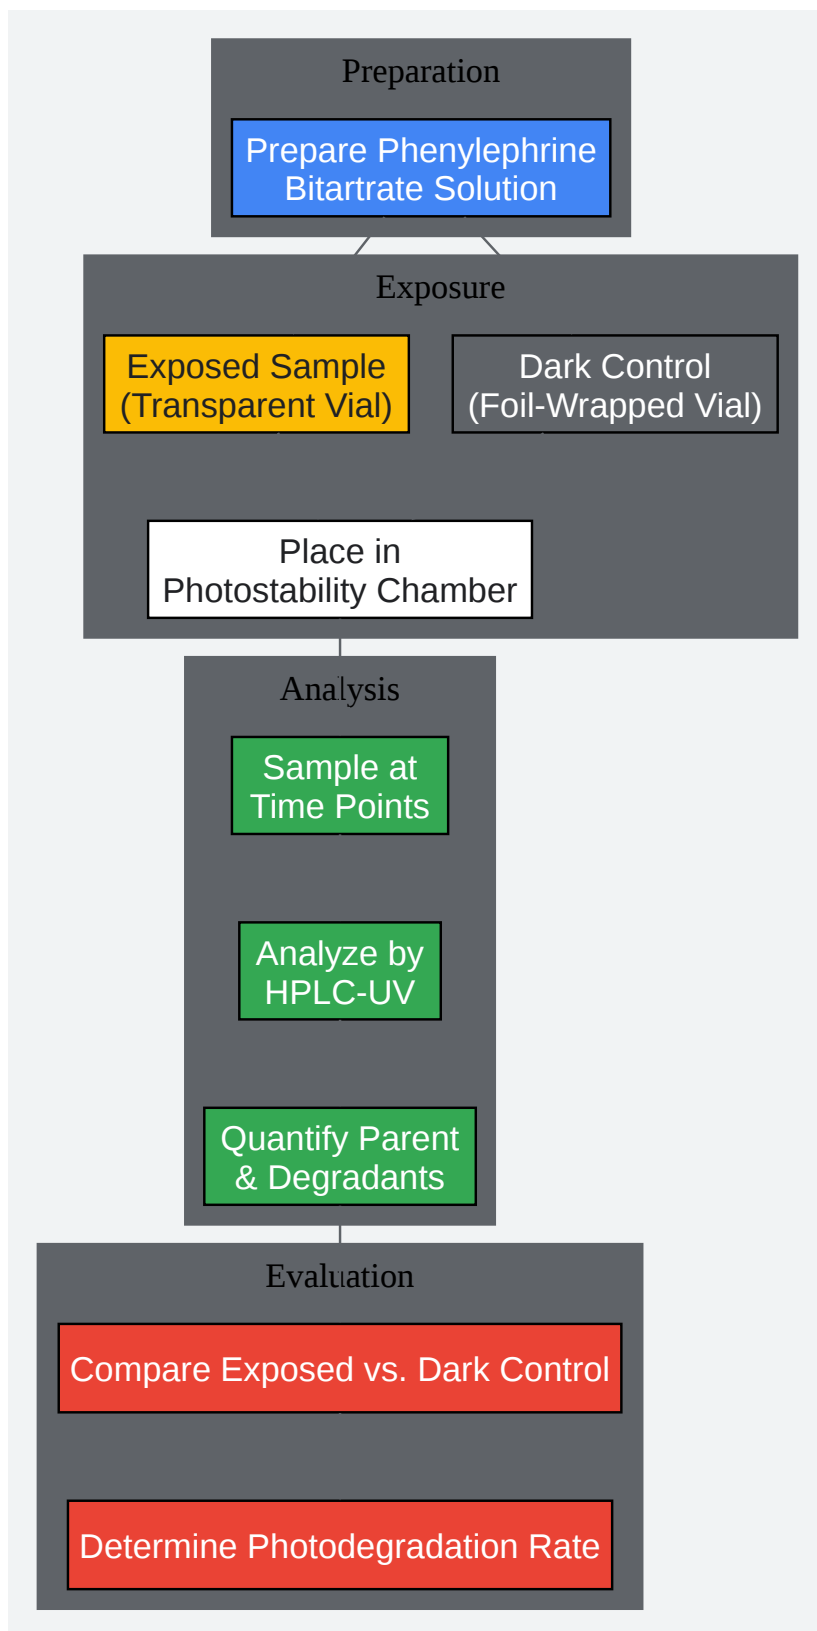 Preparation
Prepare Phenylephrine
Bitartrate Solution
Exposure
Exposed Sample
(Transparent Vial)
Dark Control
(Foil-Wrapped Vial)
Place in
Photostability Chamber
Analysis
Sample at
Time Points
Analyze by
HPLC-UV
Quantify Parent
& Degradants
Evaluation
Compare Exposed vs. Dark Control
Determine Photodegradation Rate